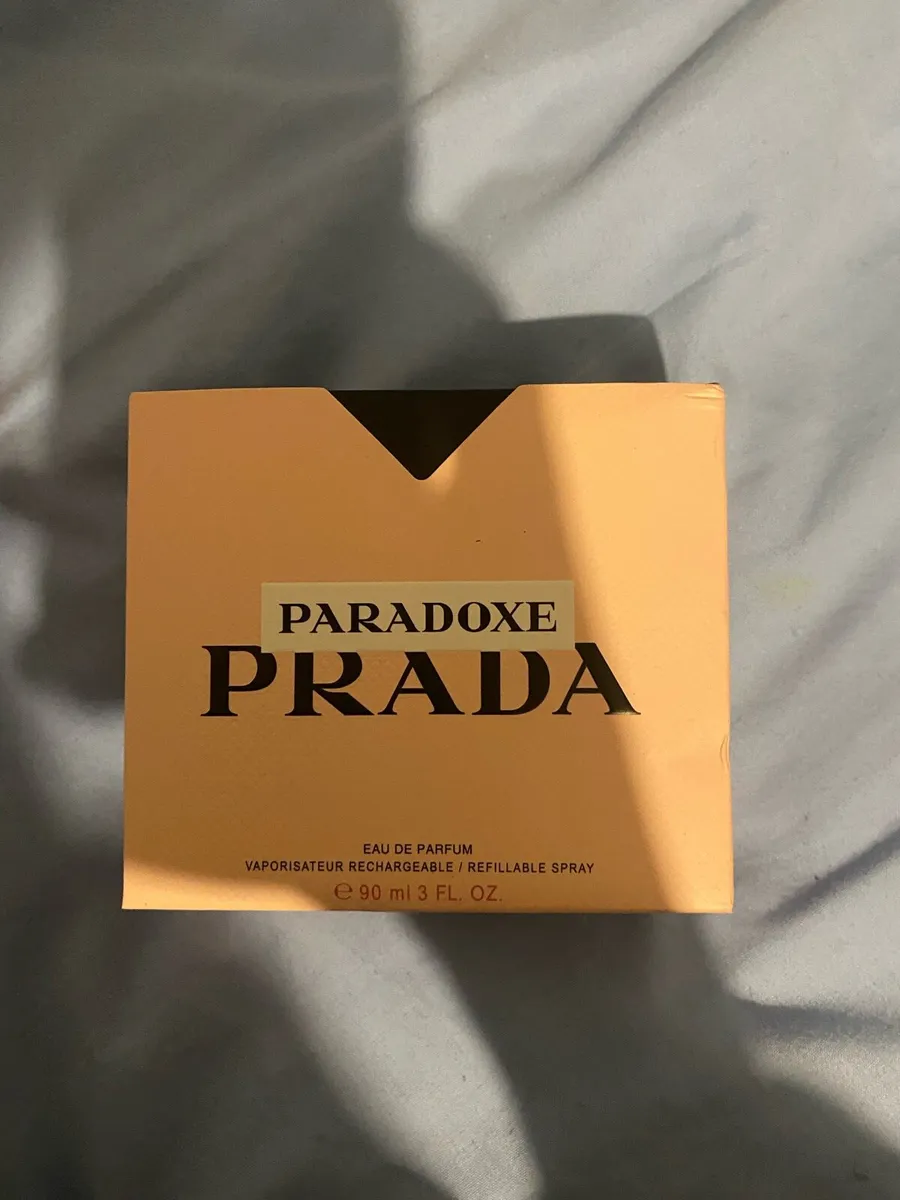 PARADOXE
PRADA
EAU DE PARFUM
VAPORISATEUR RECHARGEABLE / REFILLABLE SPRAY
℮ 90 ml 3 FL. OZ.